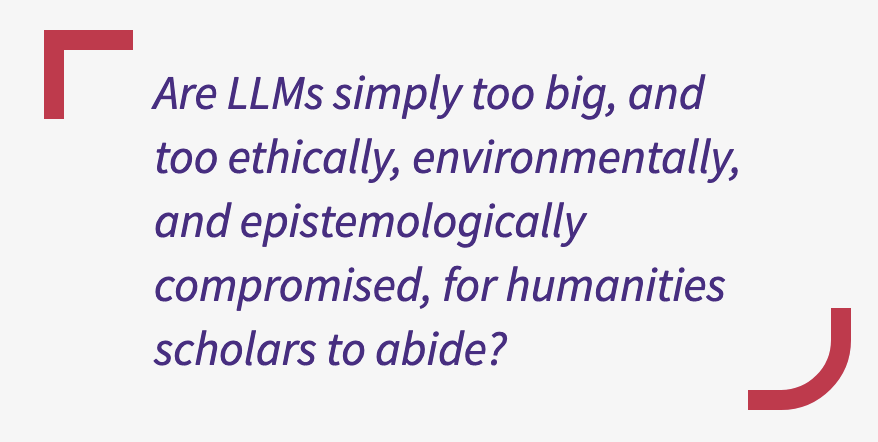 Are LLMs simply too big, and
too ethically, environmentally,
and epistemologically
compromised, for humanities
scholars to abide?